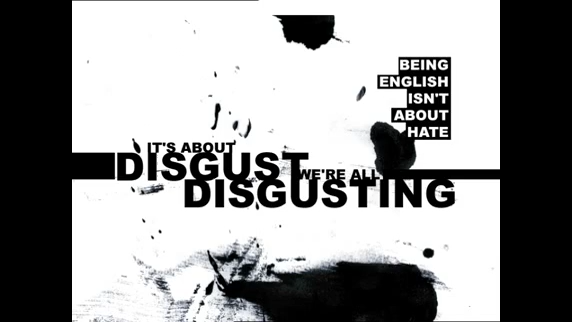 BEING
ENGLISH
ISN'T
ABOUT
HATE
IT'S ABOUT
DISGUST
WE'RE ALL
DISGUSTING